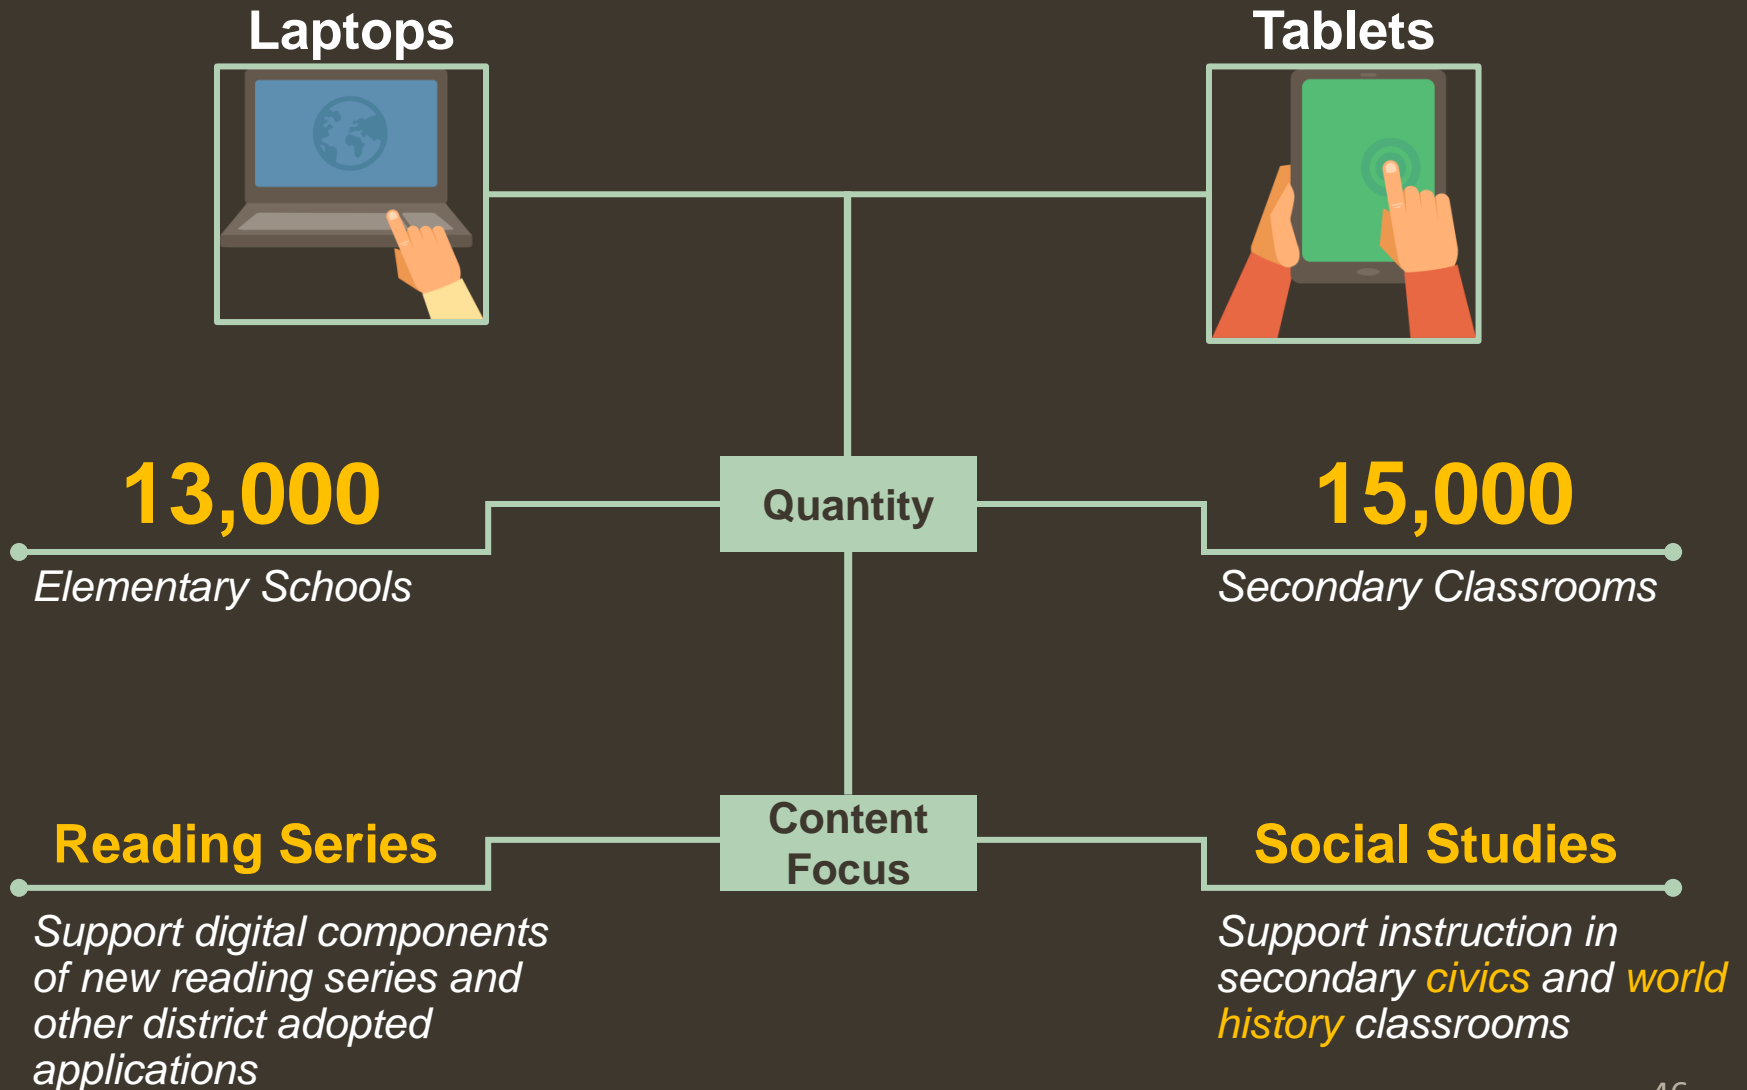 Laptops
Tablets
13,000
Quantity
15,000
Elementary Schools
Secondary Classrooms
Reading Series
Content
Focus
Social Studies
Support digital components
of new reading series and
other district adopted
applications
Support instruction in
secondary civics and world
history classrooms